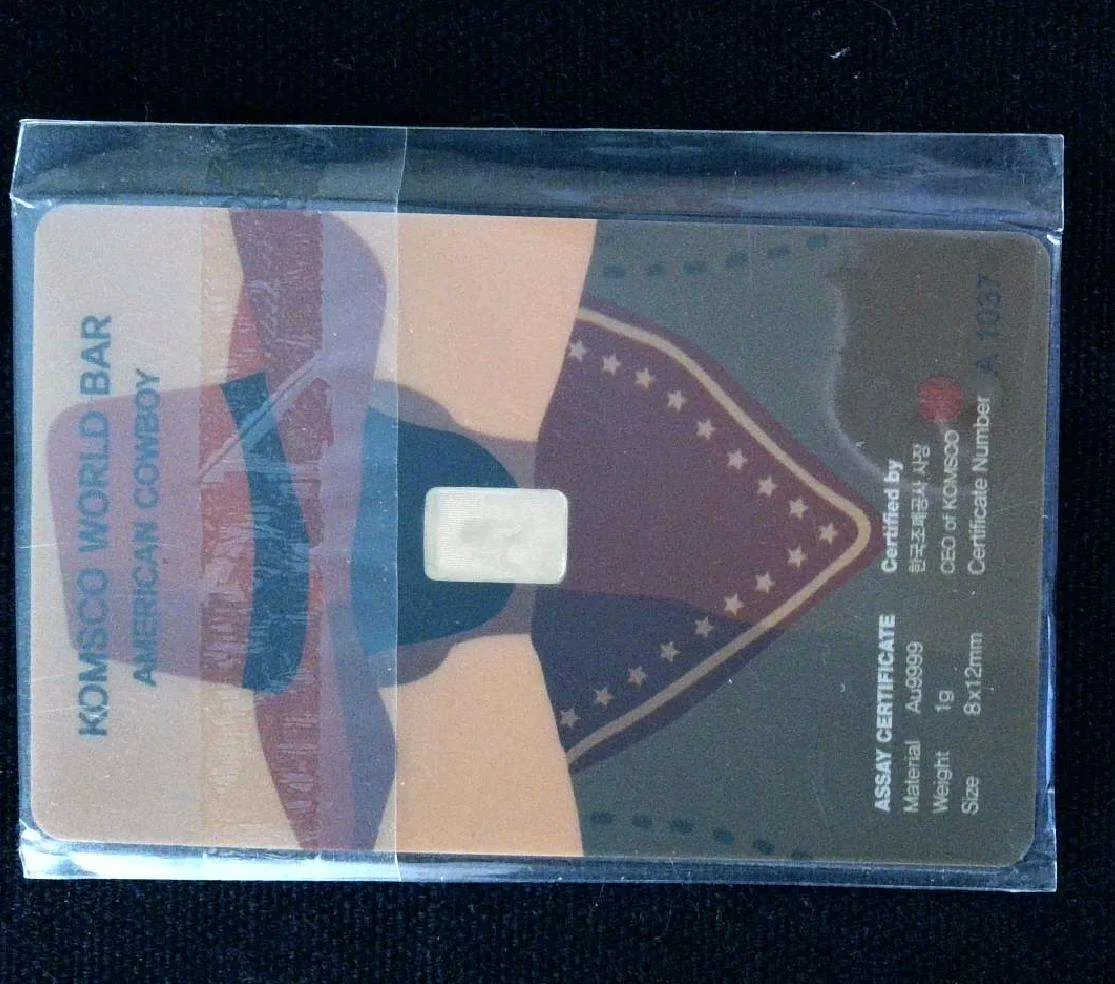 KOMSCO WORLD BAR
AMERICAN COWBOY
ASSAY CERTIFICATE
Material Au9999
Weight 1g
Size 8x12mm
Certified by
한국조폐공사 사장
CEO of KOMSCO
Certificate Number A 1037